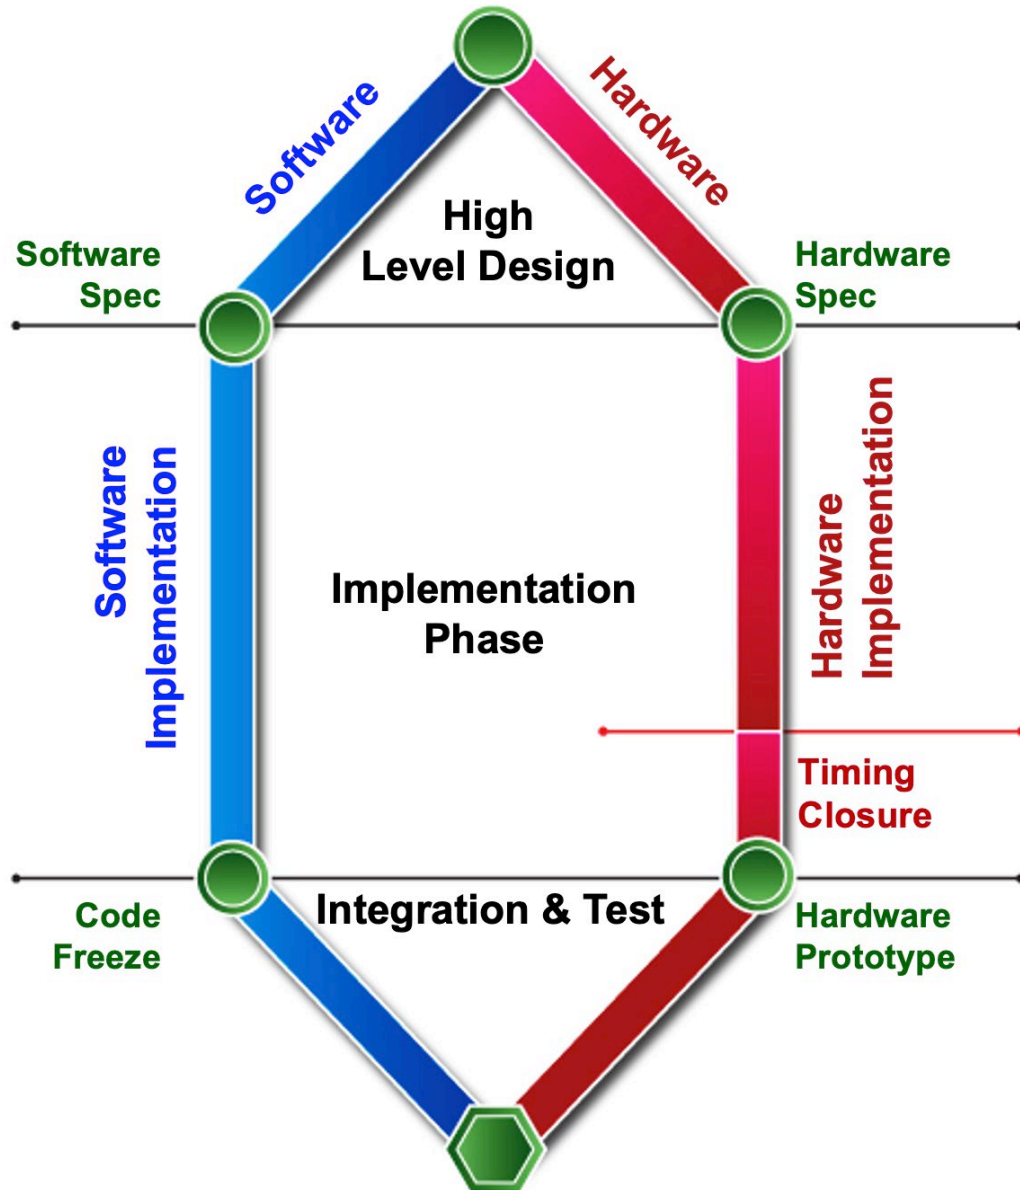 Software
Hardware
High
Level Design
Software
Spec
Hardware
Spec
Software
Implementation
Implementation
Phase
Hardware
Implementation
Timing
Closure
Integration & Test
Code
Freeze
Hardware
Prototype